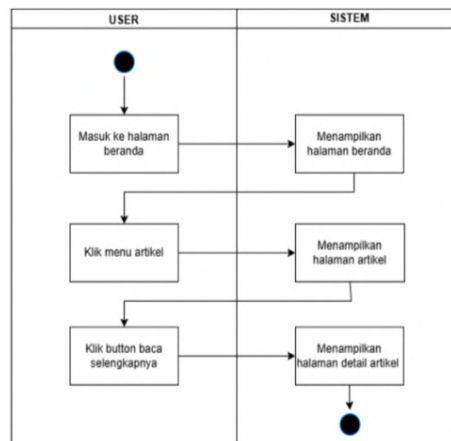 USER
SISTEM
Masuk ke halaman
beranda
Menampilkan
halaman beranda
Klik menu artikel
Menampilkan
halaman artikel
Klik button baca
selengkapnya
Menampilkan
halaman detail artikel